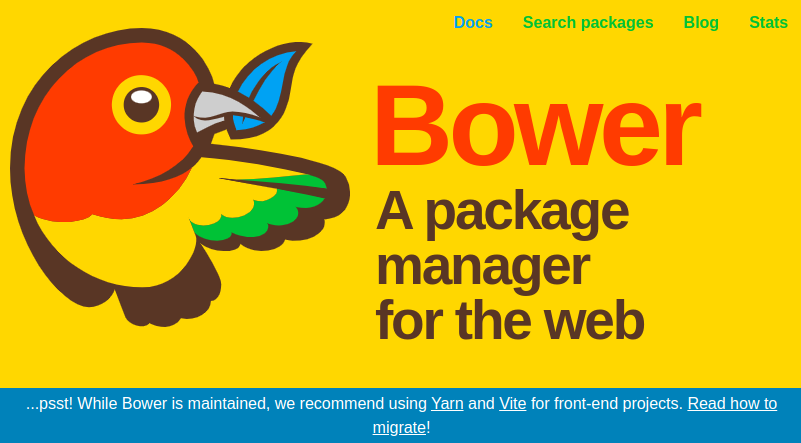 Docs Search packages Blog Stats
Bower
A package
manager
for the web
...psst! While Bower is maintained, we recommend using Yarn and Vite for front-end projects. Read how to
migrate!